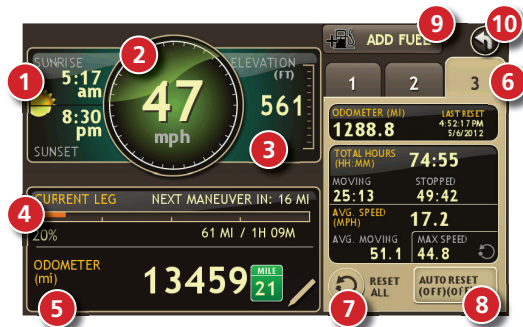 9
10
ADD FUEL
1
SUNRISE
5:17 am
8:30 pm
SUNSET
2
47
mph
ELEVATION
(FT)
561
3
1 2 3
6
ODOMETER (MI)
1288.8
LAST RESET
4:52:17 PM
5/6/2012
TOTAL HOURS
(HH:MM)
74:55
MOVING STOPPED
25:13 49:42
AVG. SPEED
(MPH)
17.2
AVG. MOVING MAX SPEED
51.1 44.8
4
CURRENT LEG NEXT MANEUVER IN: 16 MI
20% 61 MI / 1H 09M
ODOMETER
(mi)
13459
MILE
21
5
RESET
ALL
7
AUTO RESET
(OFF)(OFF)
8